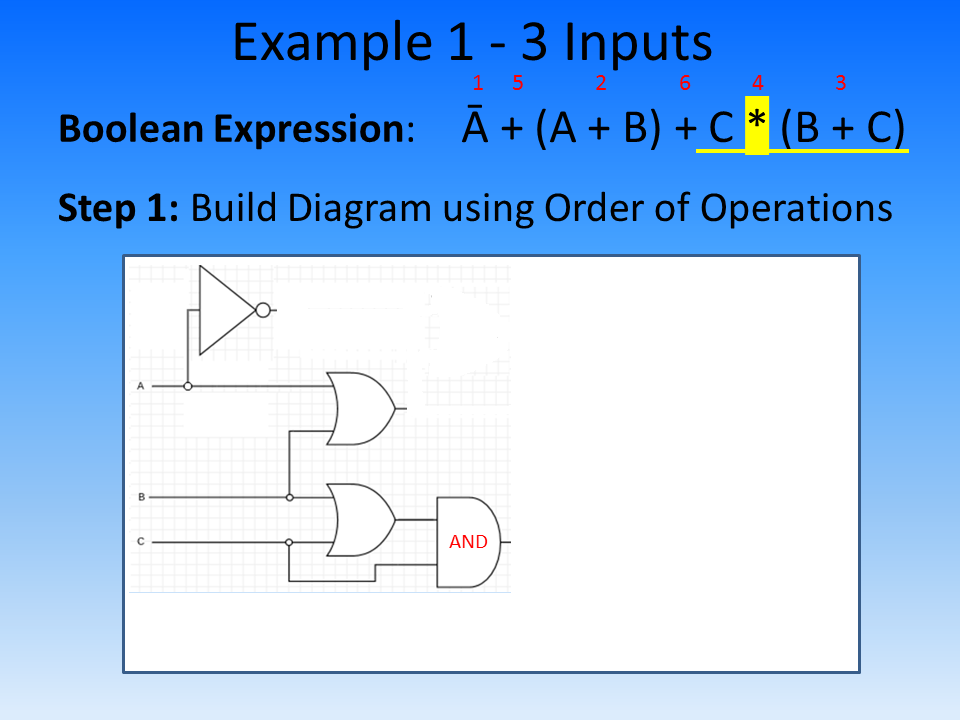 Example 1 - 3 Inputs
1 5 2 6 4 3
Boolean Expression: Ā + (A + B) + C * (B + C)
Step 1: Build Diagram using Order of Operations
A
B
C
AND